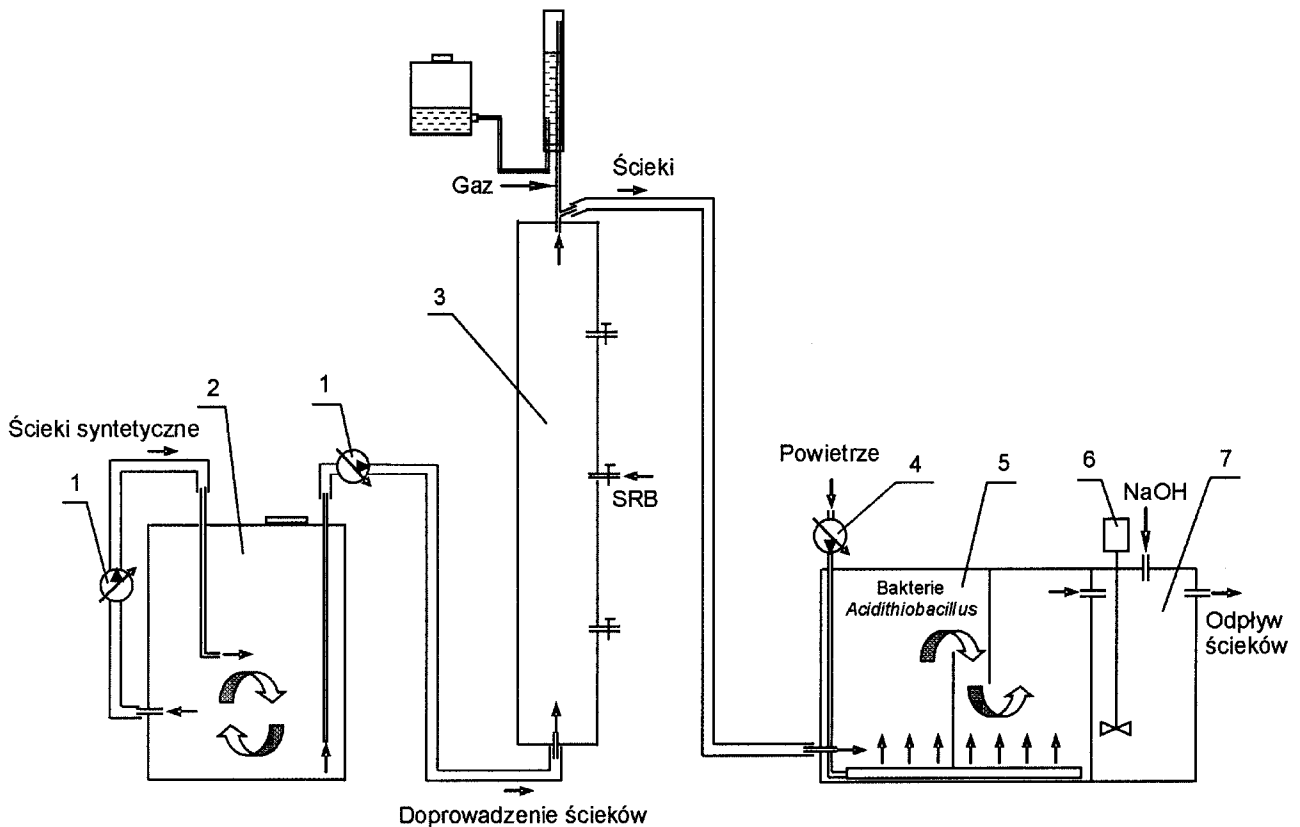 Ścieki
Gaz
3
2
1
Ścieki syntetyczne
1
SRB
Powietrze
4
5
6
7
NaOH
Bakterie
Acidithiobacillus
Odpływ
ścieków
Doprowadzenie ścieków